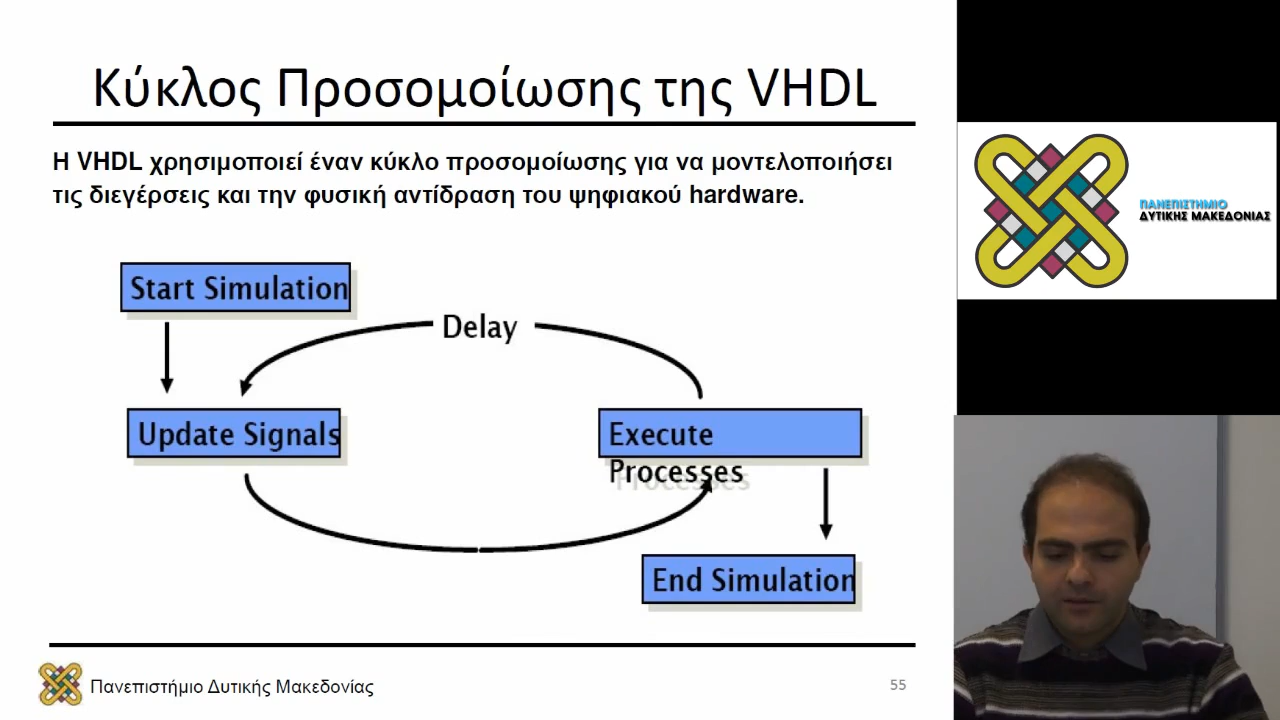 Κύκλος Προσομοίωσης της VHDL
Η VHDL χρησιμοποιεί έναν κύκλο προσομοίωσης για να μοντελοποιήσει
τις διεγέρσεις και την φυσική αντίδραση του ψηφιακού hardware.
Start Simulation
Delay
Update Signals
Execute
Processes
End Simulation
Πανεπιστήμιο Δυτικής Μακεδονίας
55
ΠΑΝΕΠΙΣΤΗΜΙΟ
ΔΥΤΙΚΗΣ ΜΑΚΕΔΟΝΙΑΣ